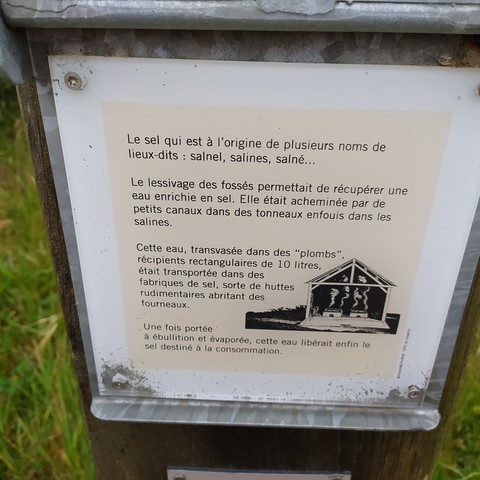 Le sel qui est à l'origine de plusieurs noms de
lieux-dits : salnel, salines, salné...
Le lessivage des fossés permettait de récupérer une
eau enrichie en sel. Elle était acheminée par de
petits canaux dans des tonneaux enfouis dans les
salines.
Cette eau, transvasée dans des "plombs",
récipients rectangulaires de 10 litres,
était transportée dans des
fabriques de sel, sorte de huttes
rudimentaires abritant des
fourneaux.
Une fois portée
à ébullition et évaporée, cette eau libérait enfin le
sel destiné à la consommation.